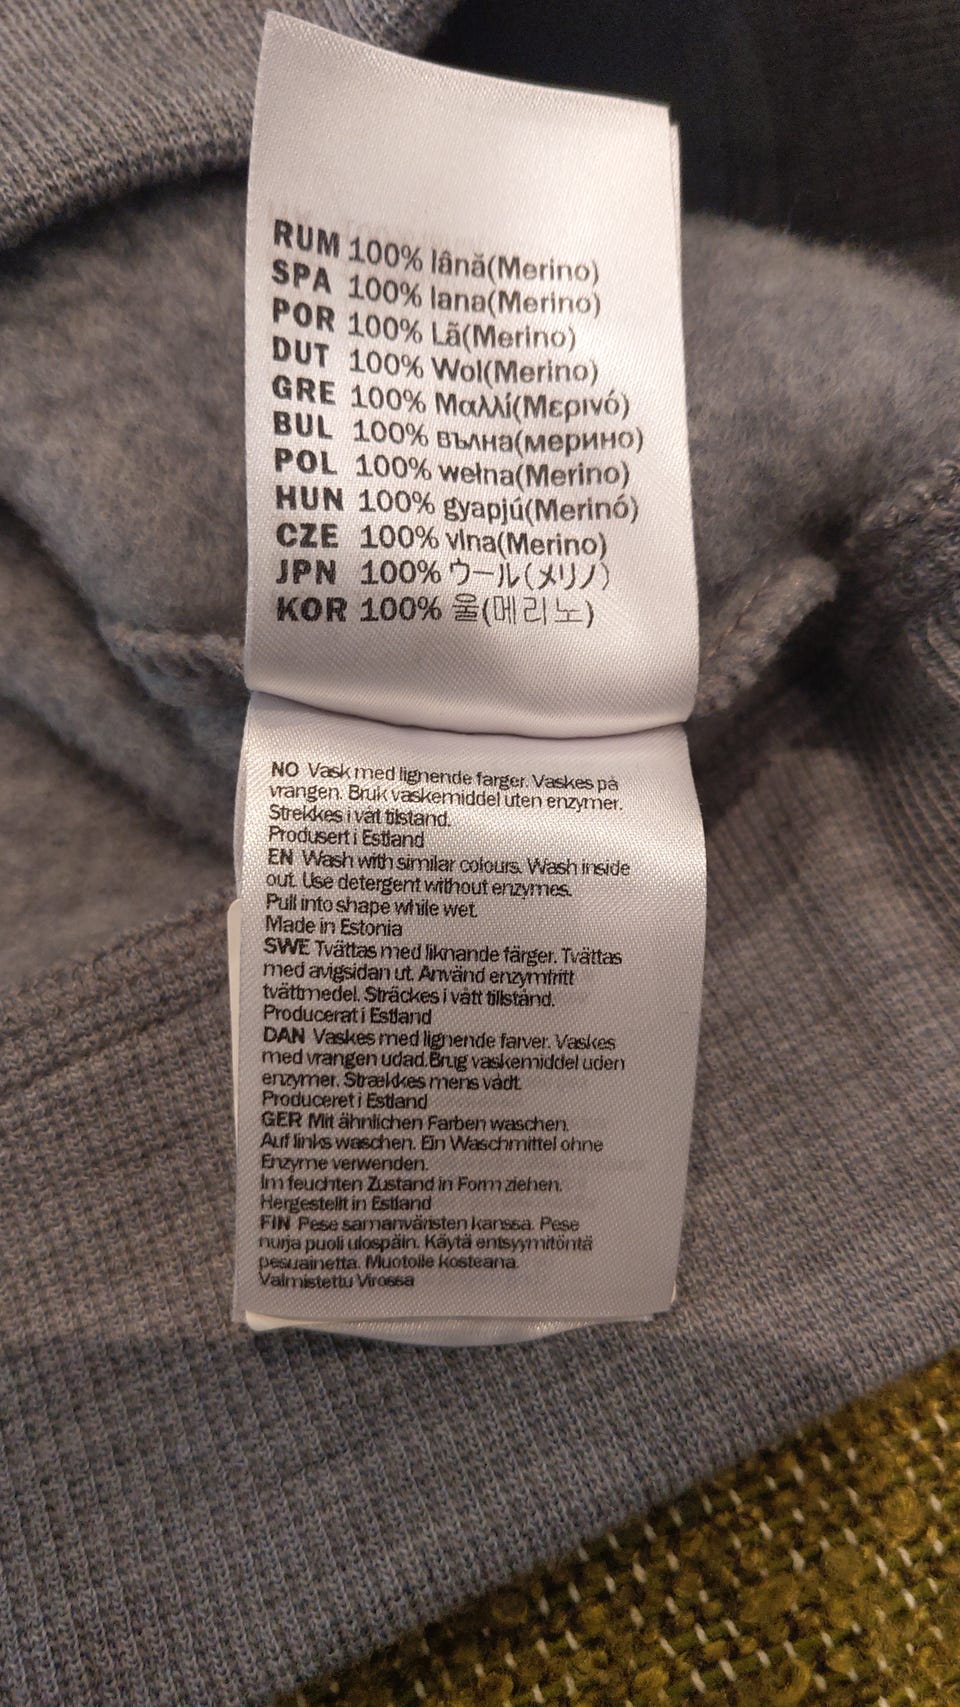 RUM 100% lână(Merino)
SPA 100% lana(Merino)
POR 100% Lã(Merino)
DUT 100% Wol(Merino)
GRE 100% Μαλλί(Μερινό)
BUL 100% вълна(мерино)
POL 100% wełna(Merino)
HUN 100% gyapjú(Merinó)
CZE 100% vlna(Merino)
JPN 100% ウール(メリノ)
KOR 100% 울(메리노)
NO Vask med lignende farger. Vaskes på
vrangen. Bruk vaskemiddel uten enzymer.
Strekkes i våt tilstand.
Produsert i Estland
EN Wash with similar colours. Wash inside
out. Use detergent without enzymes.
Pull into shape while wet.
Made in Estonia
SWE Tvättas med liknande färger. Tvättas
med avigsidan ut. Använd enzymfritt
tvättmedel. Sträckes i vått tillstånd.
Producerat i Estland
DAN Vaskes med lignende farver. Vaskes
med vrangen udad.Brug vaskemiddel uden
enzymer. Strækkes mens vådt.
Produceret i Estland
GER Mit ähnlichen Farben waschen.
Auf links waschen. Ein Waschmittel ohne
Enzyme verwenden.
Im feuchten Zustand in Form ziehen.
Hergestellt in Estland
FIN Pese samanväristen kanssa. Pese
nurja puoli ulospäin. Käytä entsyymitöntä
pesuainetta. Muotoile kosteana.
Valmistettu Virossa